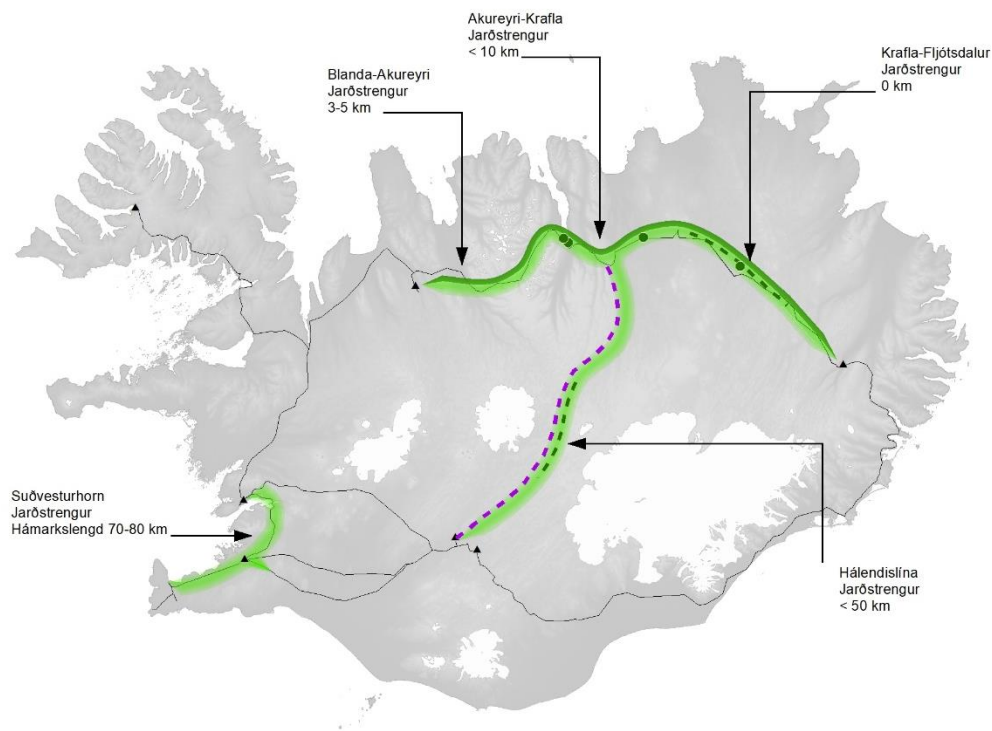 Akureyri-Krafla
Jarðstrengur
< 10 km
Krafla-Fljótsdalur
Jarðstrengur
0 km
Blanda-Akureyri
Jarðstrengur
3-5 km
Suðvesturhorn
Jarðstrengur
Hámarkslengd 70-80 km
Hálendislína
Jarðstrengur
< 50 km